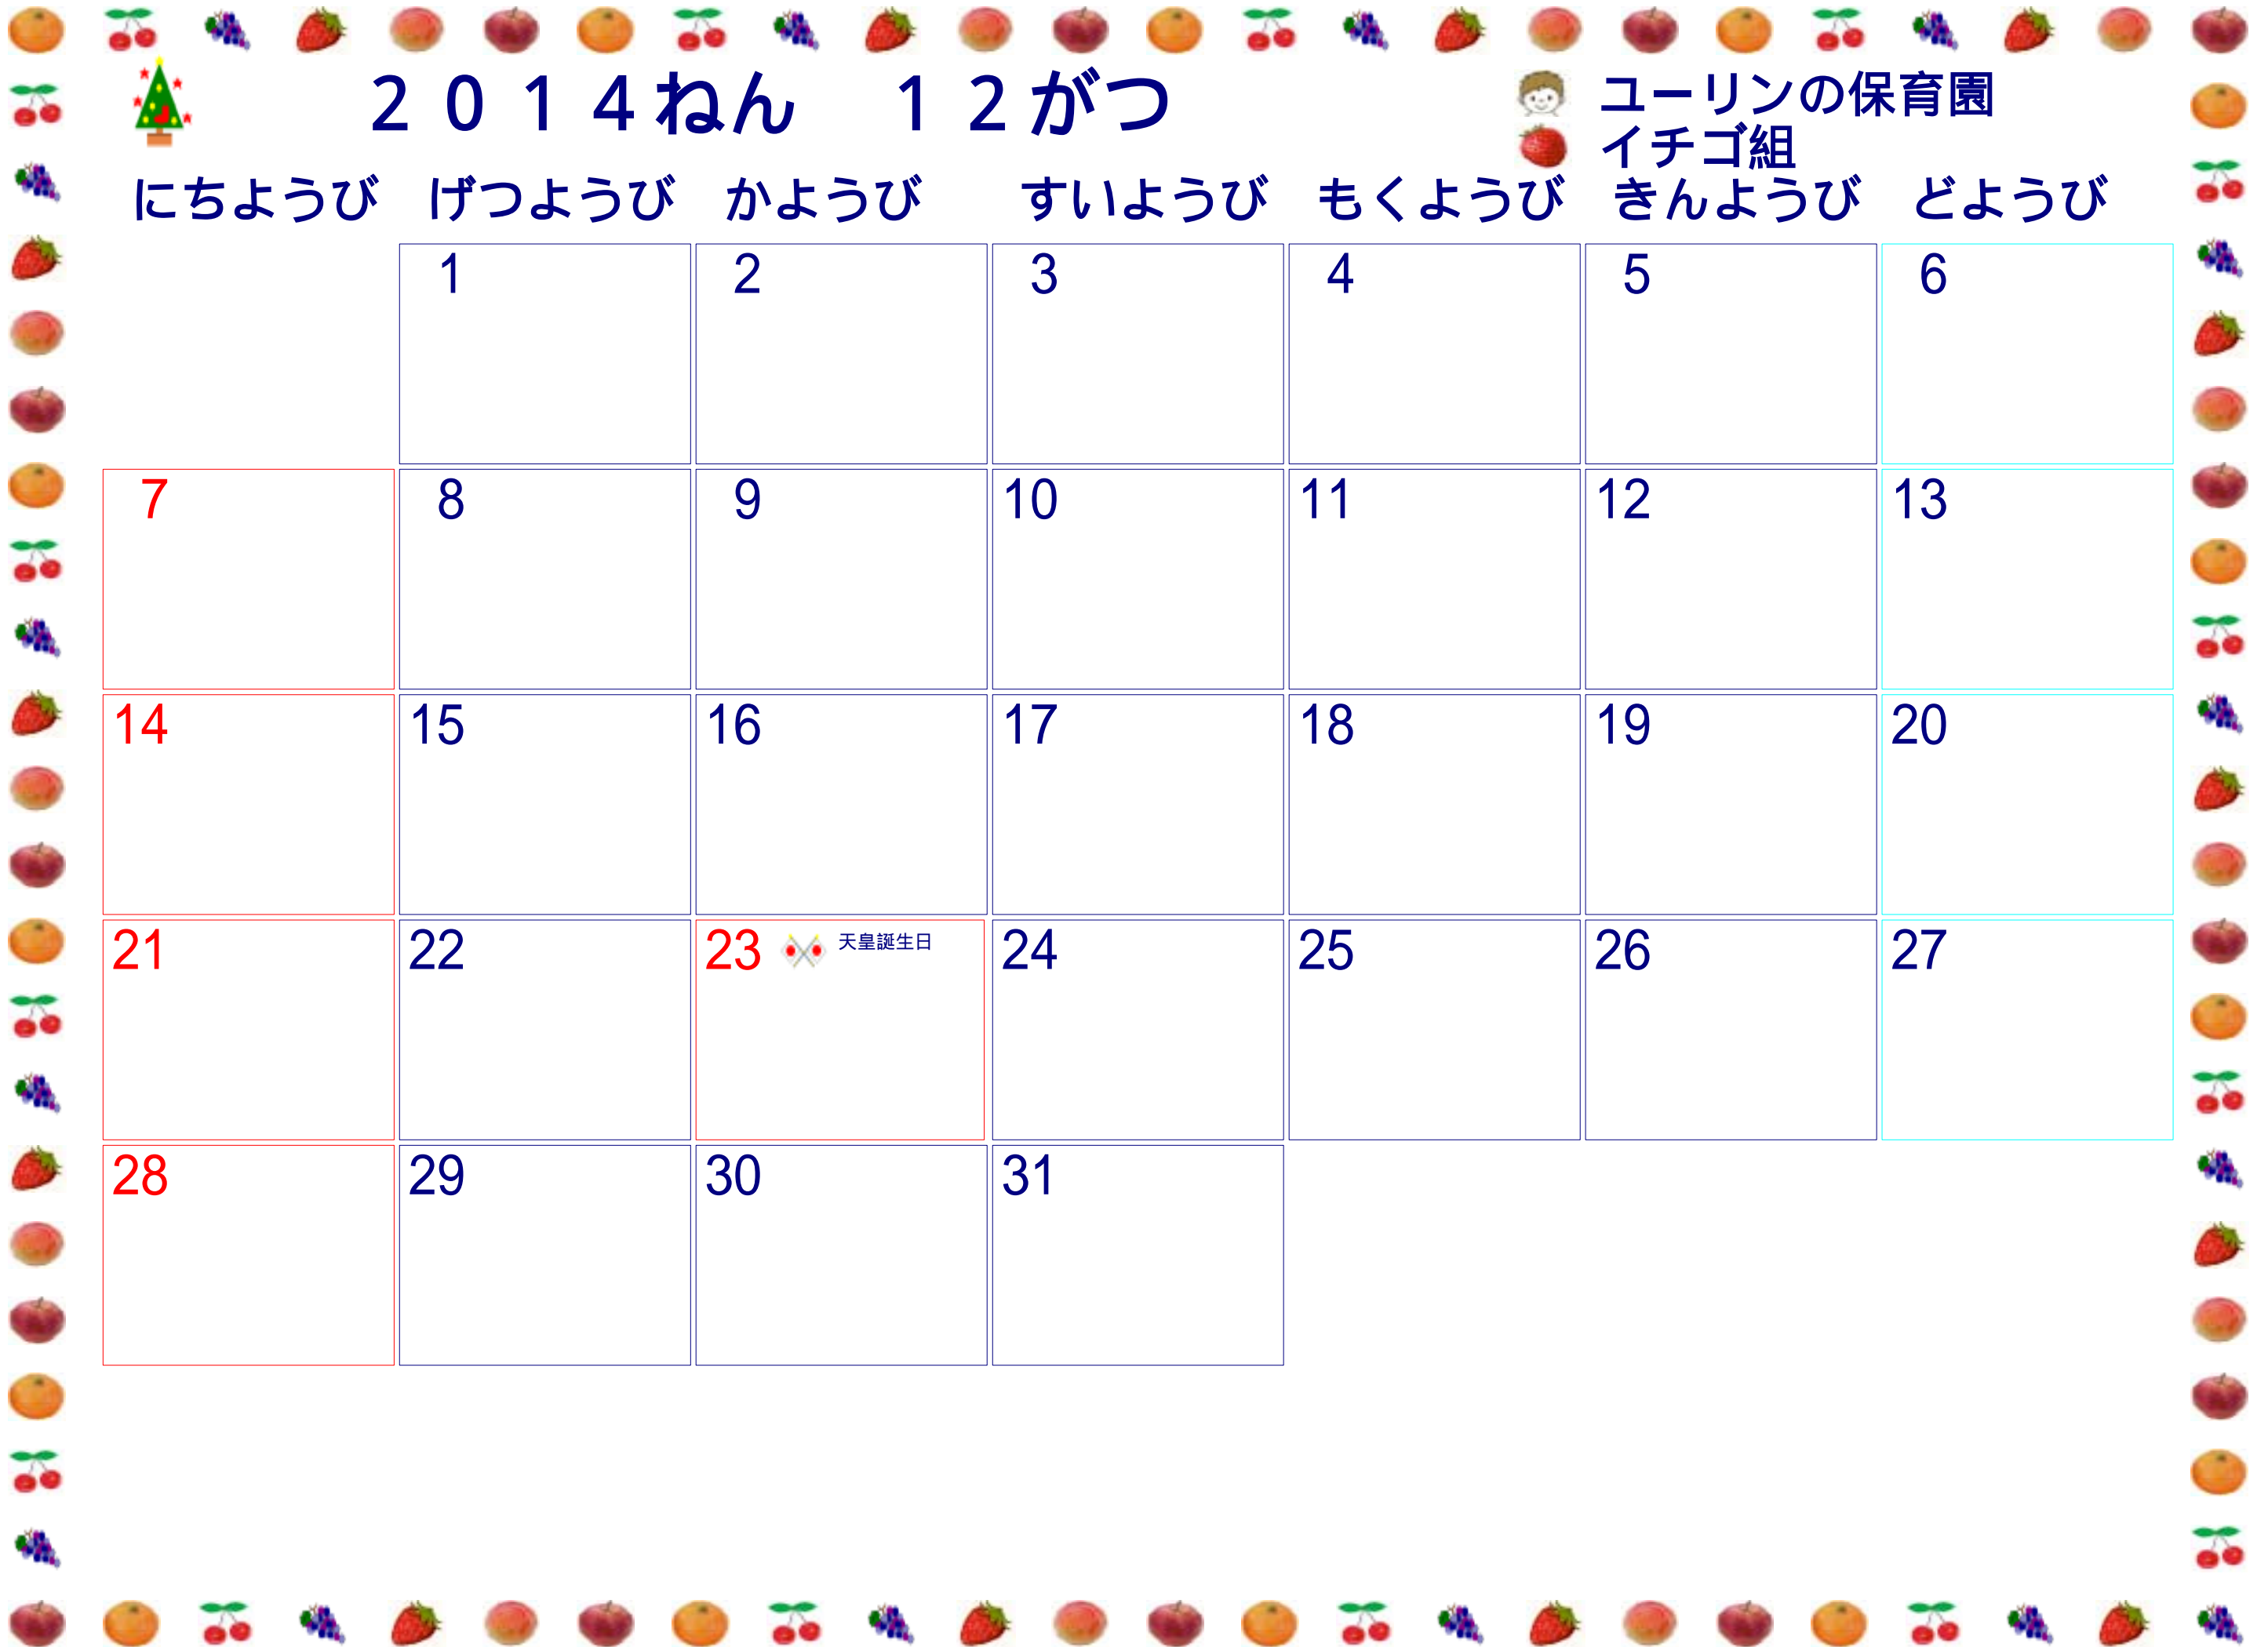 ２０１４ねん　１２がつ
ユーリンの保育園
イチゴ組
にちようび げつようび かようび すいようび もくようび きんようび どようび
1 2 3 4 5 6
7 8 9 10 11 12 13
14 15 16 17 18 19 20
21 22 23 天皇誕生日 24 25 26 27
28 29 30 31